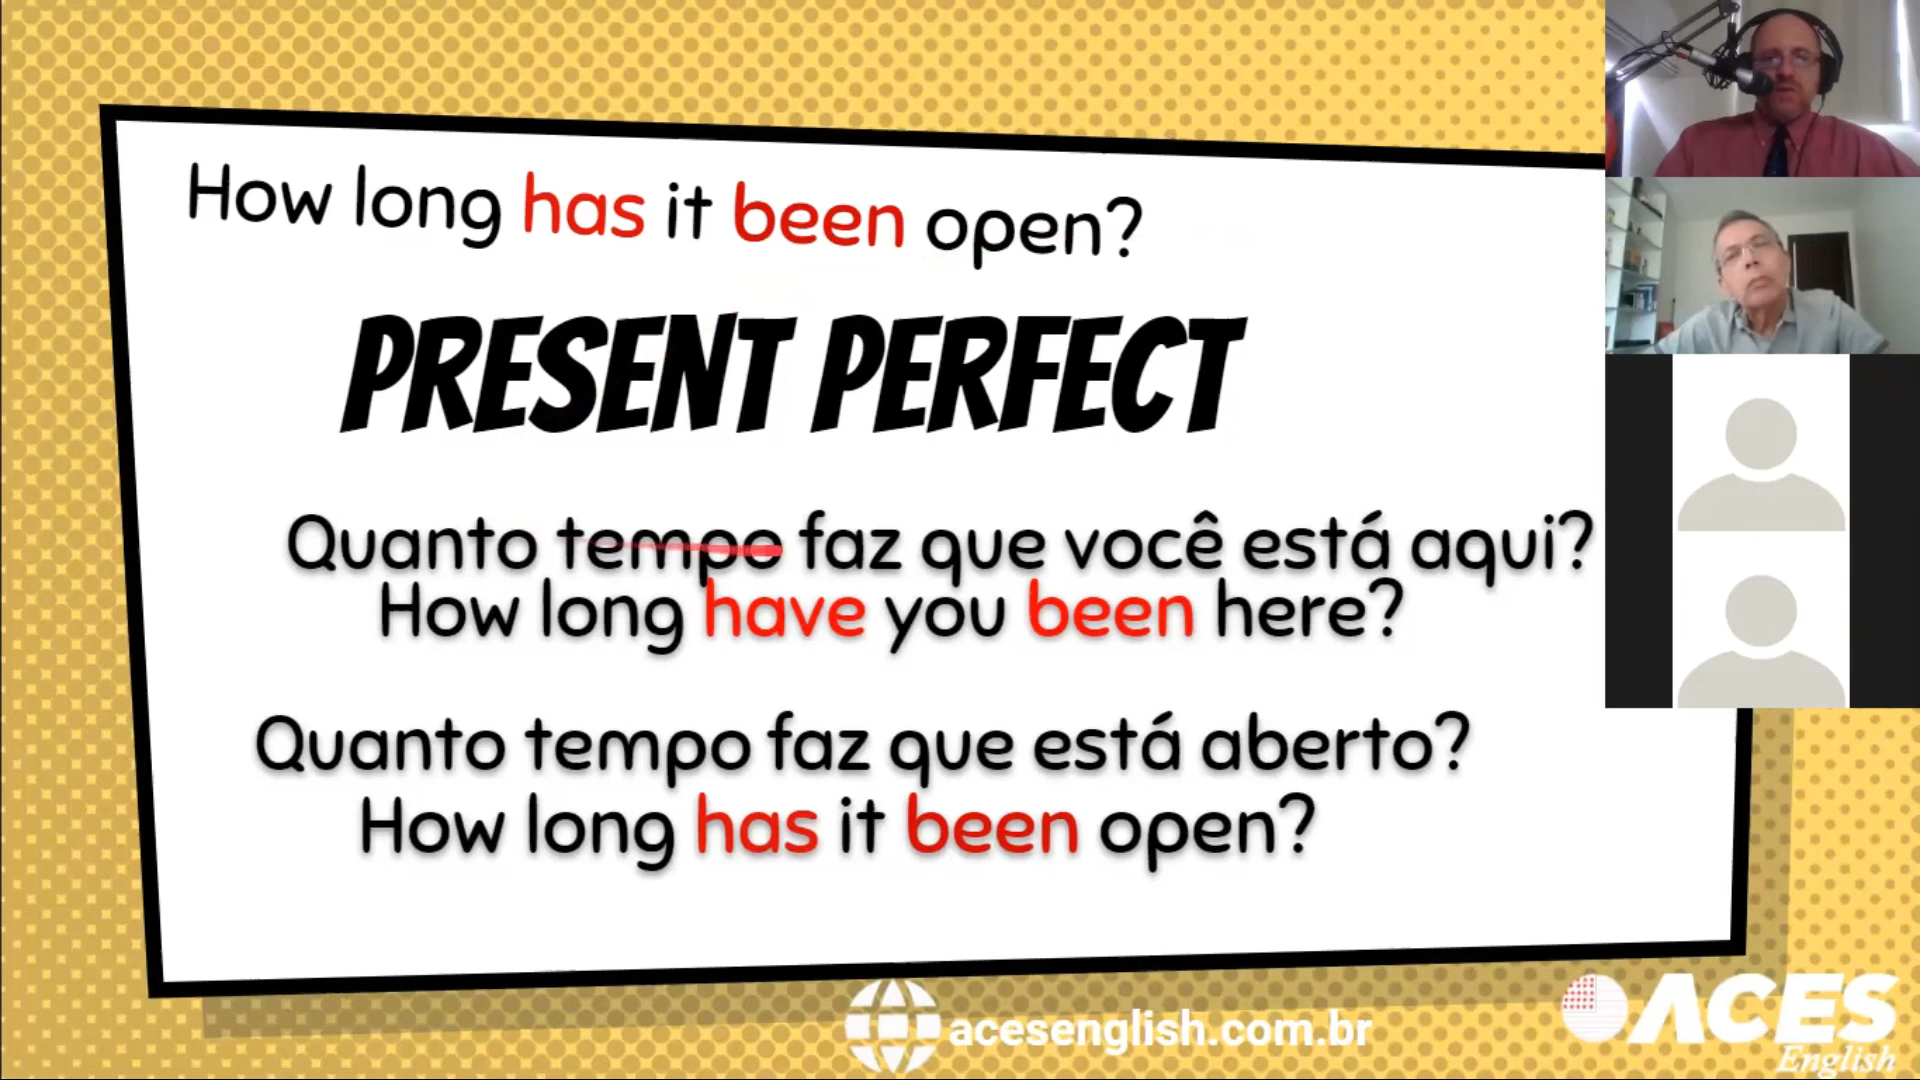 How long has it been open?
PRESENT PERFECT
Quanto tempo faz que você está aqui?
How long have you been here?
Quanto tempo faz que está aberto?
How long has it been open?
acesenglish.com.br
ACES
English